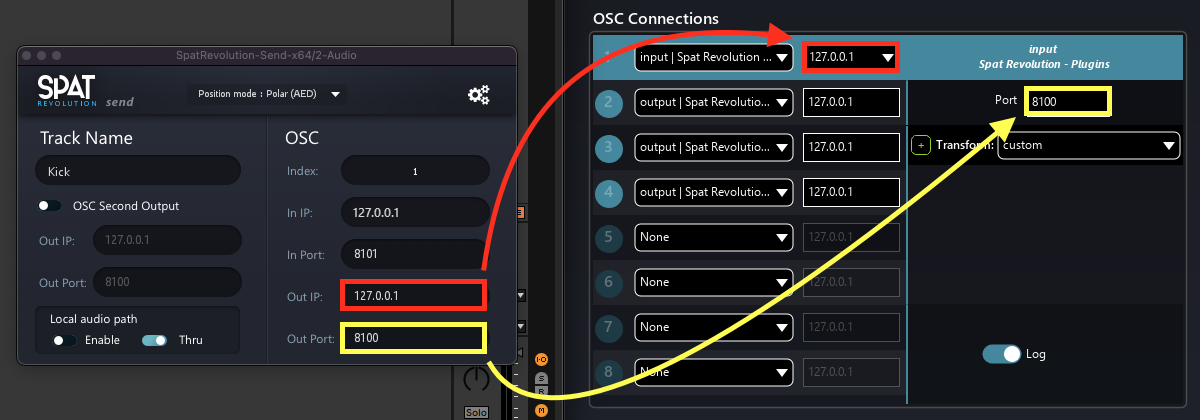 OSC Connections
SpatRevolution-Send-x64/2-Audio
SPAT
REVOLUTION send
Position mode : Polar (AED)
Track Name
Kick
OSC Second Output
Out IP: 127.0.0.1
Out Port: 8100
Local audio path
Enable Thru
OSC
Index: 1
In IP: 127.0.0.1
In Port: 8101
Out IP: 127.0.0.1
Out Port: 8100
I·O
S
R
M
Solo
1 input | Spat Revolution ... 127.0.0.1
2 output | Spat Revolutio... 127.0.0.1
3 output | Spat Revolutio... 127.0.0.1
4 output | Spat Revolutio... 127.0.0.1
5 None 127.0.0.1
6 None 127.0.0.1
7 None 127.0.0.1
8 None 127.0.0.1
input
Spat Revolution - Plugins
Port 8100
+ Transform: custom
Log